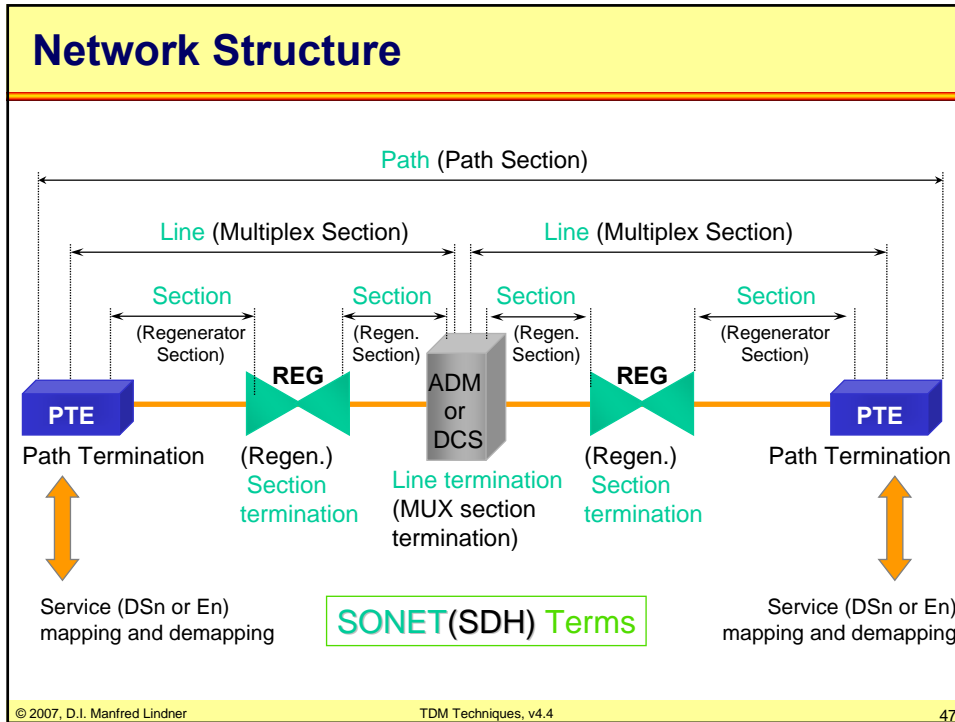 Network Structure
Path (Path Section)
Line (Multiplex Section)
Line (Multiplex Section)
Section
Section
Section
Section
(Regenerator
Section)
(Regen.
Section)
(Regen.
Section)
(Regenerator
Section)
REG
ADM
or
DCS
REG
PTE
PTE
Path Termination
(Regen.)
Section
termination
Line termination
(MUX section
termination)
(Regen.)
Section
termination
Path Termination
Service (DSn or En)
mapping and demapping
SONET(SDH) Terms
Service (DSn or En)
mapping and demapping
© 2007, D.I. Manfred Lindner
TDM Techniques, v4.4
47